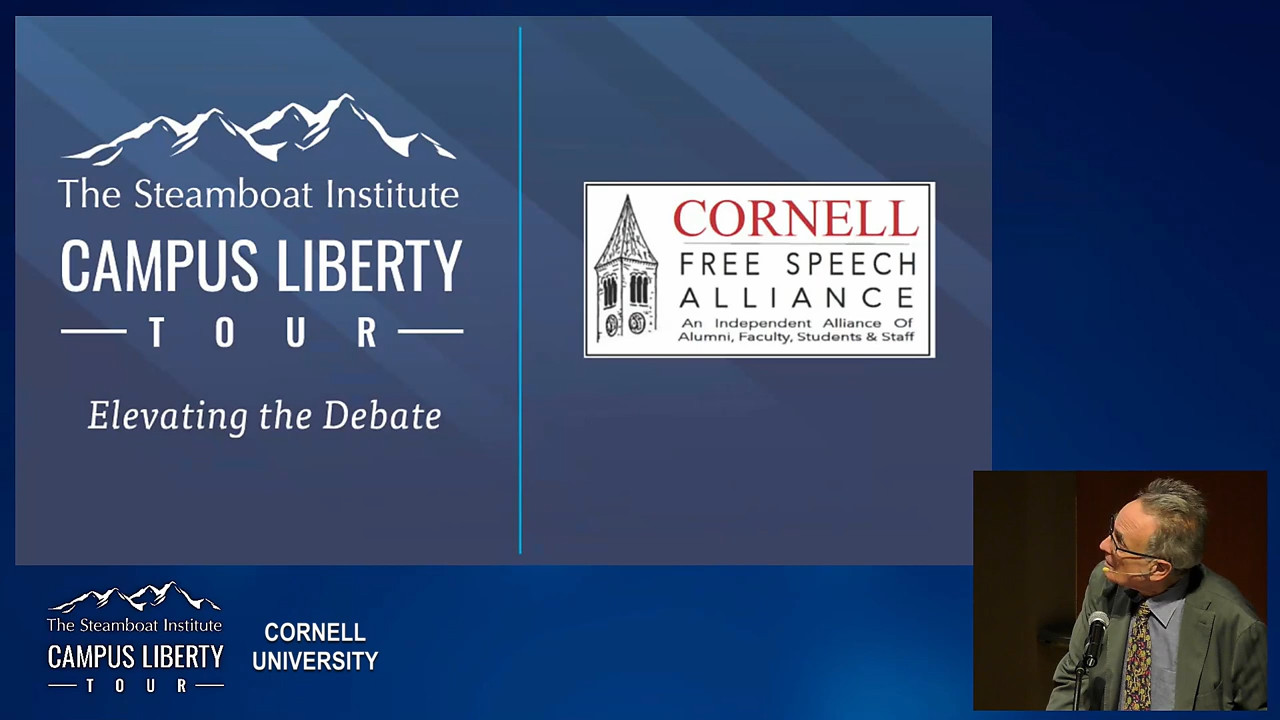 The Steamboat Institute
CAMPUS LIBERTY
TOUR
Elevating the Debate
CORNELL
FREE SPEECH
ALLIANCE
An Independent Alliance Of
Alumni, Faculty, Students & Staff
The Steamboat Institute
CAMPUS LIBERTY
TOUR
CORNELL
UNIVERSITY